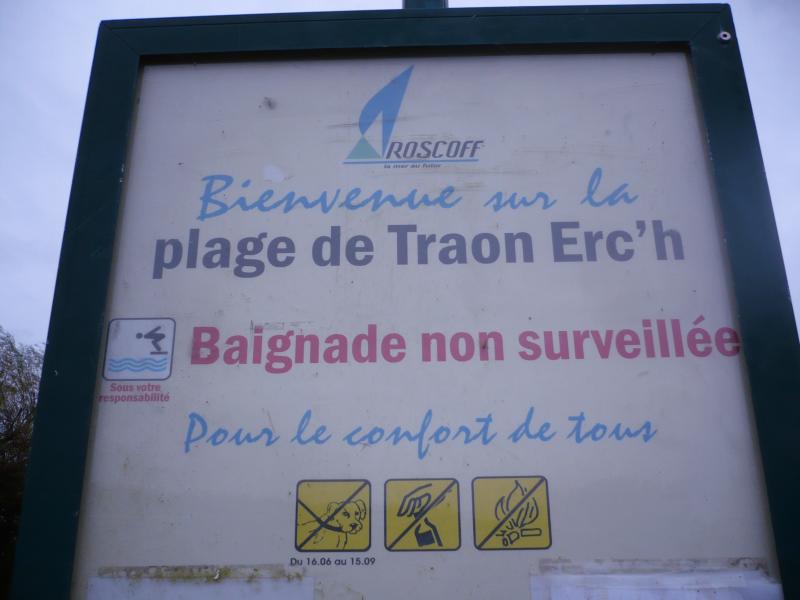 ROSCOFF
la mer au futur
Bienvenue sur la
plage de Traon Erc'h
Baignade non surveillée
Sous votre
responsabilité
Pour le confort de tous
Du 16.06 au 15.09